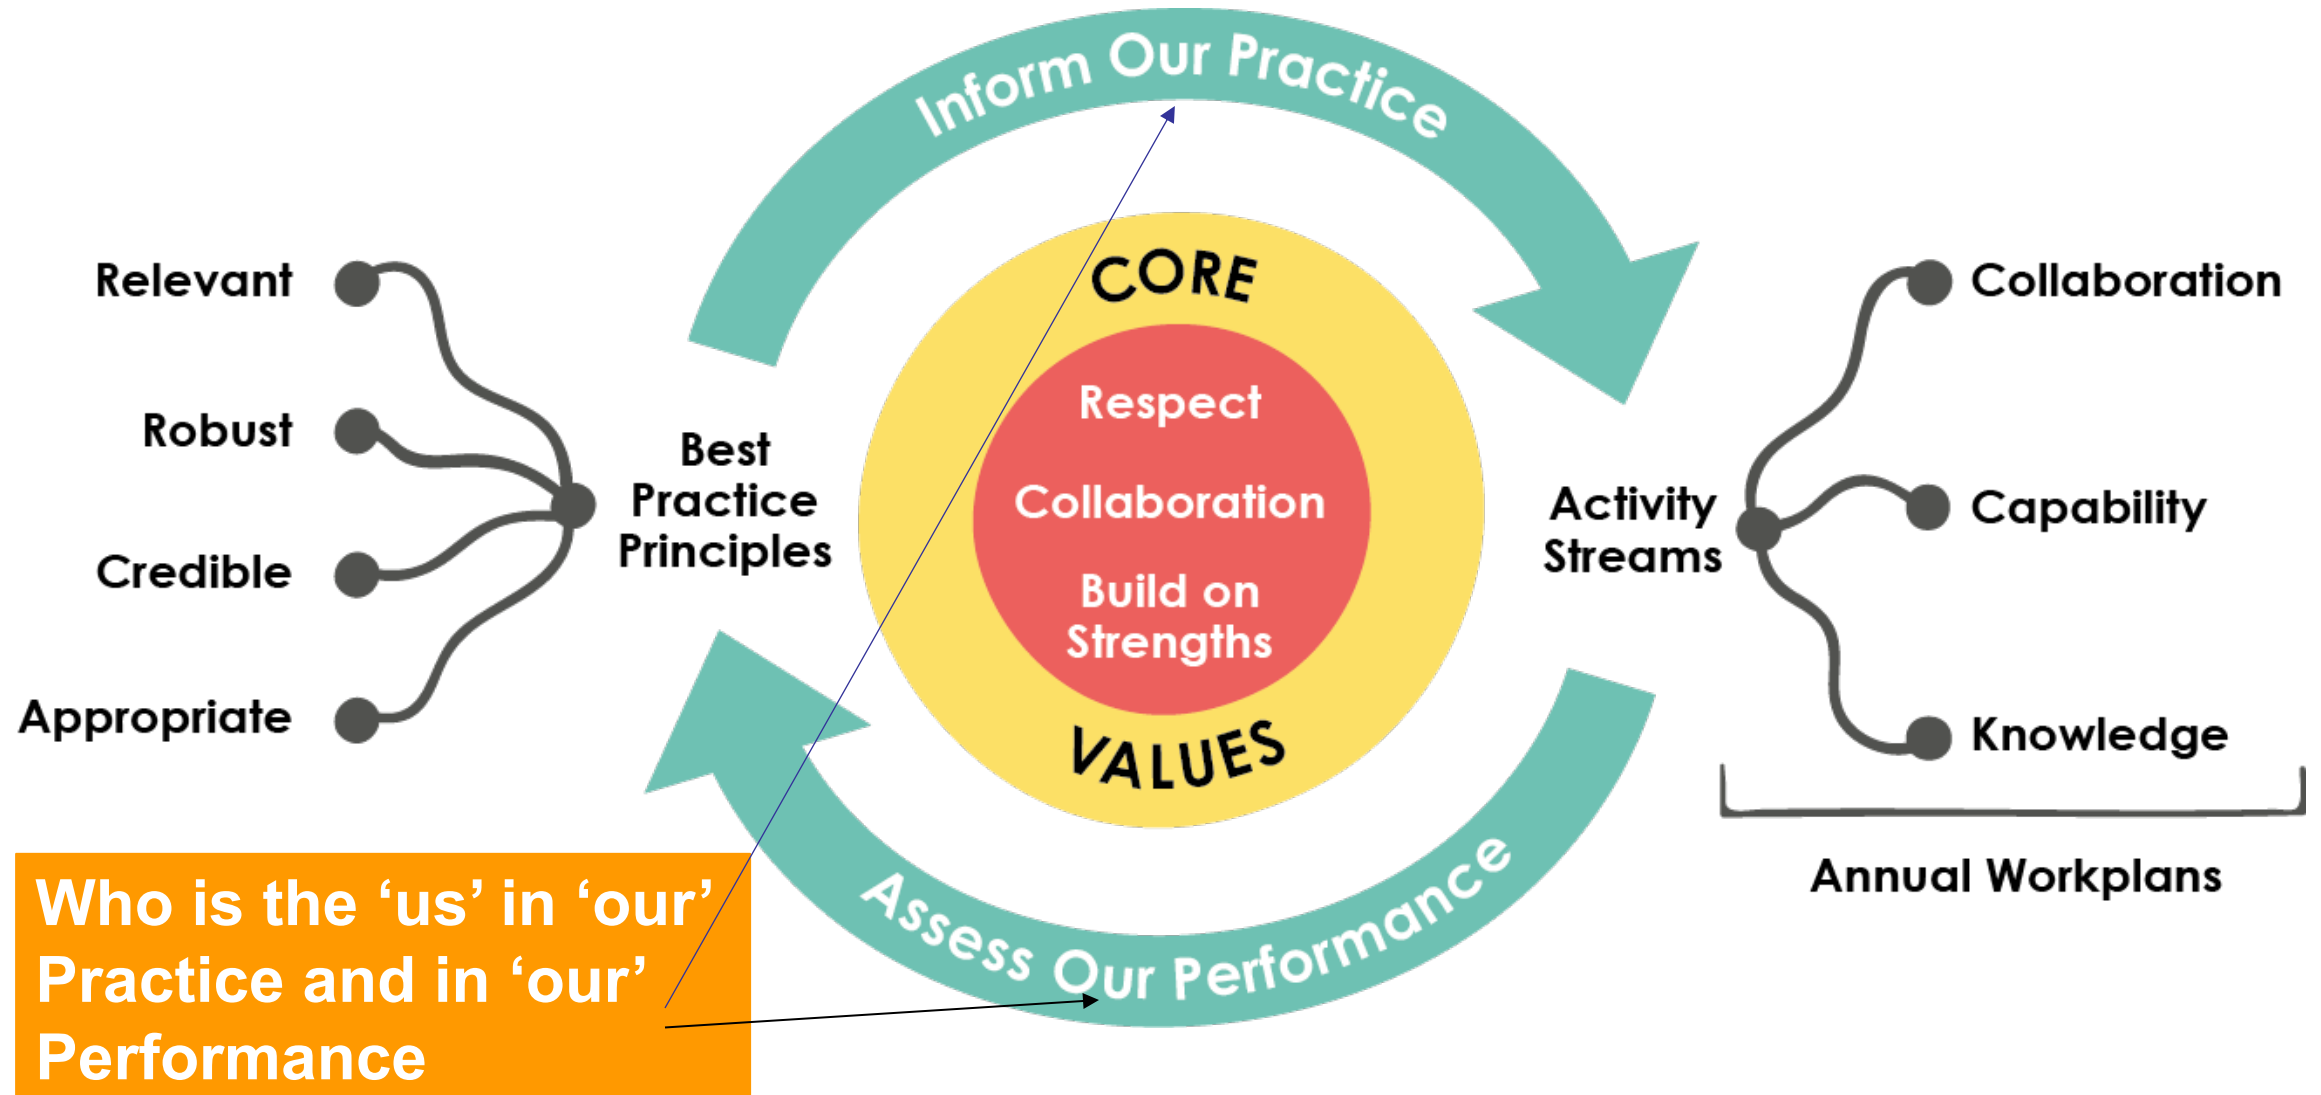 Inform Our Practice
Relevant
Robust
Credible
Appropriate
Best
Practice
Principles
CORE
Respect
Collaboration
Build on
Strengths
VALUES
Activity
Streams
Collaboration
Capability
Knowledge
Annual Workplans
Assess Our Performance
Who is the ‘us’ in ‘our’
Practice and in ‘our’
Performance